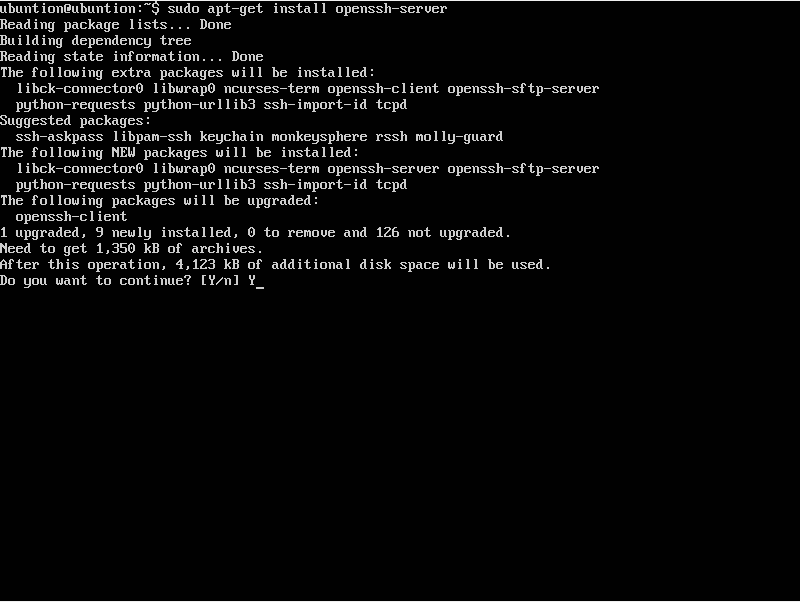 ubuntion@ubuntion:~$ sudo apt-get install openssh-server
Reading package lists... Done
Building dependency tree
Reading state information... Done
The following extra packages will be installed:
  libck-connector0 libwrap0 ncurses-term openssh-client openssh-sftp-server
  python-requests python-urllib3 ssh-import-id tcpd
Suggested packages:
  ssh-askpass libpam-ssh keychain monkeysphere rssh molly-guard
The following NEW packages will be installed:
  libck-connector0 libwrap0 ncurses-term openssh-server openssh-sftp-server
  python-requests python-urllib3 ssh-import-id tcpd
The following packages will be upgraded:
  openssh-client
1 upgraded, 9 newly installed, 0 to remove and 126 not upgraded.
Need to get 1,350 kB of archives.
After this operation, 4,123 kB of additional disk space will be used.
Do you want to continue? [Y/n] Y_